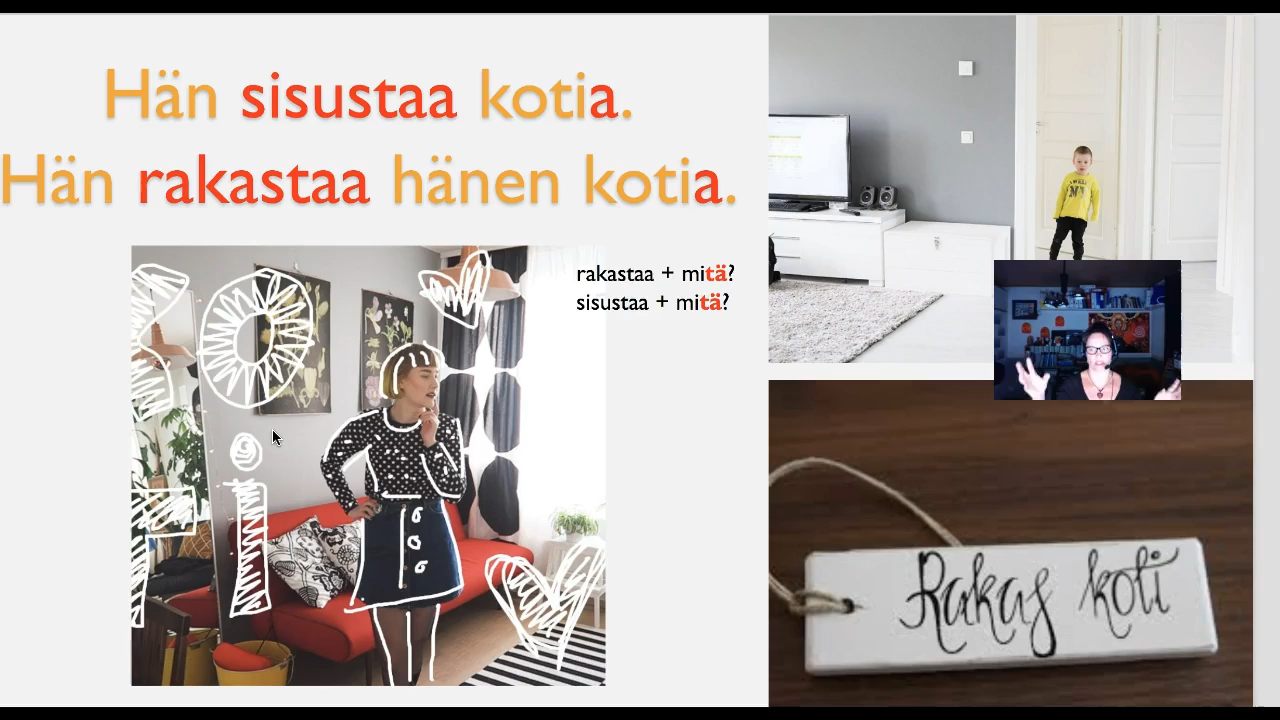 Hän sisustaa kotia.
Hän rakastaa hänen kotia.
rakastaa + mitä?
sisustaa + mitä?
Rakas koti